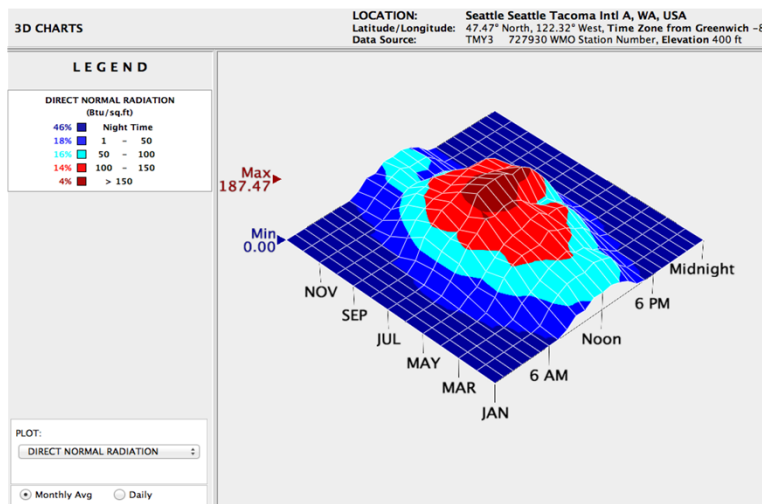 3D CHARTS
LOCATION: Seattle Seattle Tacoma Intl A, WA, USA
Latitude/Longitude: 47.47° North, 122.32° West, Time Zone from Greenwich -8
Data Source: TMY3 727930 WMO Station Number, Elevation 400 ft
LEGEND
DIRECT NORMAL RADIATION
(Btu/sq.ft)
46% Night Time
18% 1 - 50
16% 50 - 100
14% 100 - 150
4% > 150
Max
187.47
Min
0.00
NOV
SEP
JUL
MAY
MAR
JAN
6 AM
Noon
6 PM
Midnight
PLOT:
DIRECT NORMAL RADIATION
Monthly Avg Daily